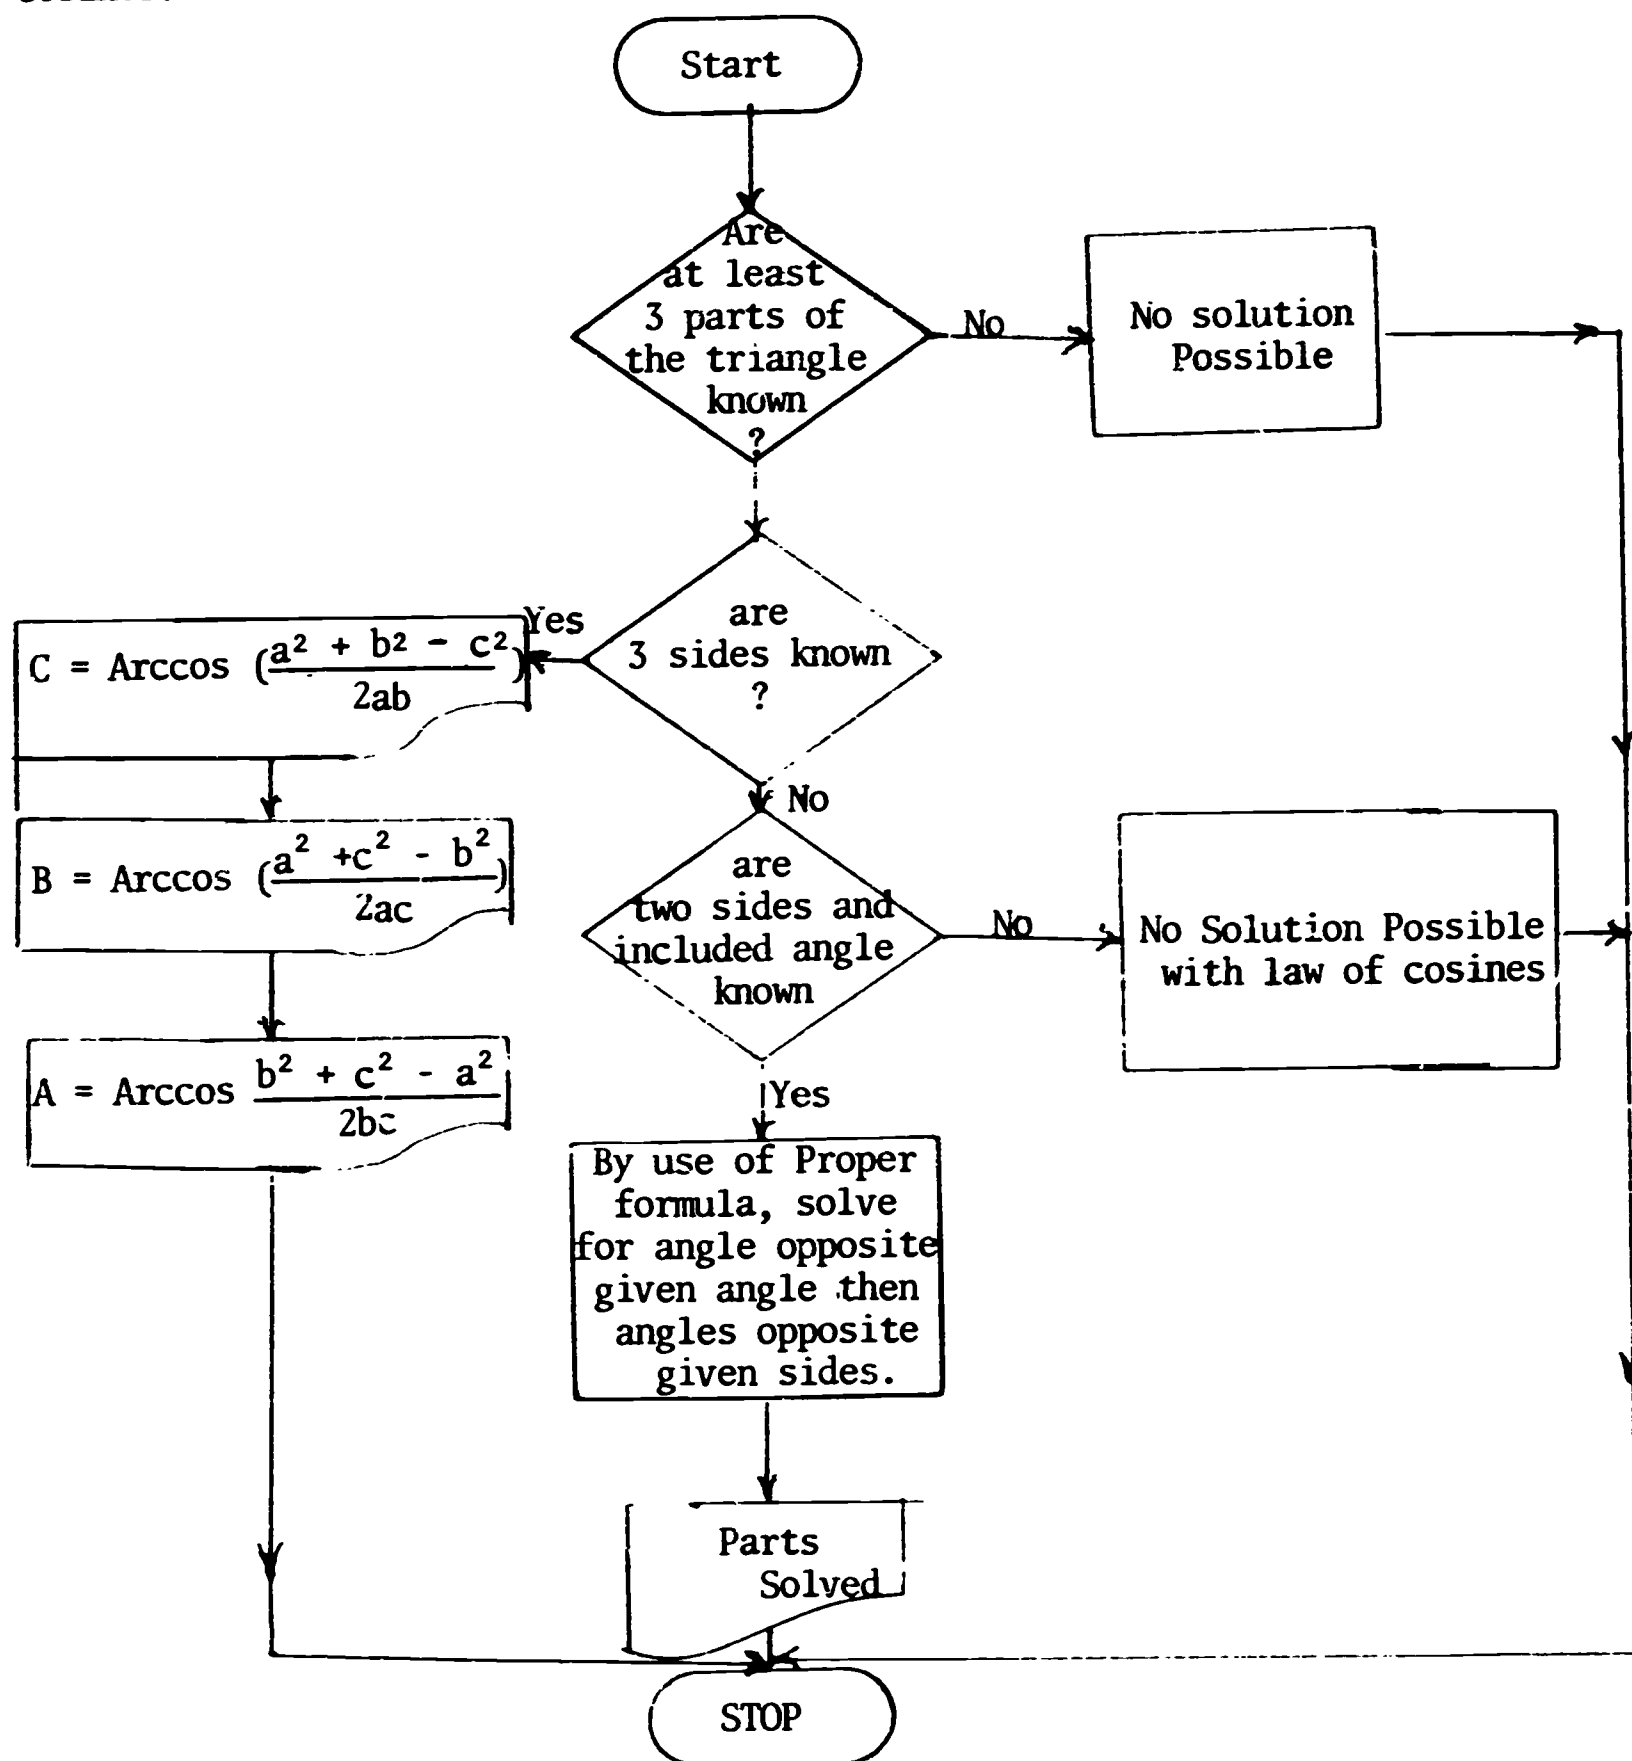 Start
Are
at least
3 parts of
the triangle
known
?
No
No solution
Possible
are
3 sides known
?
Yes
C = Arccos (a² + b² - c²)
2ab
B = Arccos (a² +c² - b²)
2ac
A = Arccos b² + c² - a²
2bc
No
are
two sides and
included angle
known
No
No Solution Possible
with law of cosines
Yes
By use of Proper
formula, solve
for angle opposite
given angle then
angles opposite
given sides.
Parts
Solved
STOP